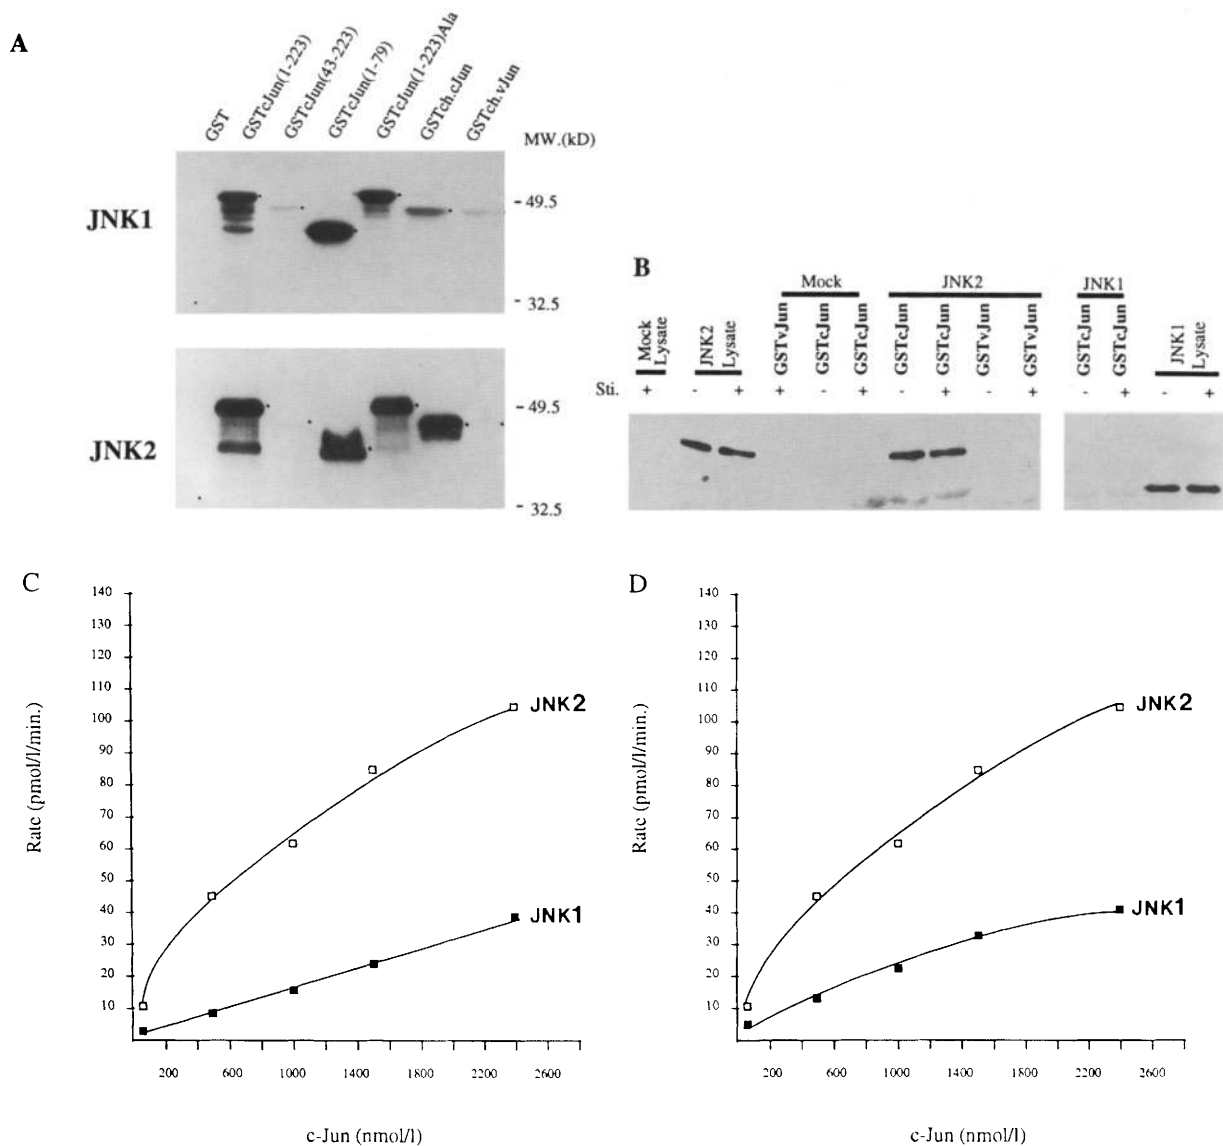 A
GST
GSTcJun(1-223)
GSTcJun(43-223)
GSTcJun(1-79)
GSTcJun(1-223)Ala
GSTch.cJun
GSTch.vJun
MW.(kD)
JNK1
- 49.5
- 32.5
JNK2
- 49.5
- 32.5
B
Mock
JNK2
JNK1
Mock Lysate
JNK2 Lysate
GSTvJun
GSTcJun
GSTcJun
GSTcJun
GSTcJun
GSTvJun
GSTvJun
GSTcJun
GSTcJun
JNK1 Lysate
Sti. + - + + - + - + - + - + - +
C
140
130
120
110
100
90
80
70
60
50
40
30
20
10
Rate (pmol/l/min.)
JNK2
JNK1
200 600 1000 1400 1800 2200 2600
c-Jun (nmol/l)
D
140
130
120
110
100
90
80
70
60
50
40
30
20
10
Rate (pmol/l/min.)
JNK2
JNK1
200 600 1000 1400 1800 2200 2600
c-Jun (nmol/l)